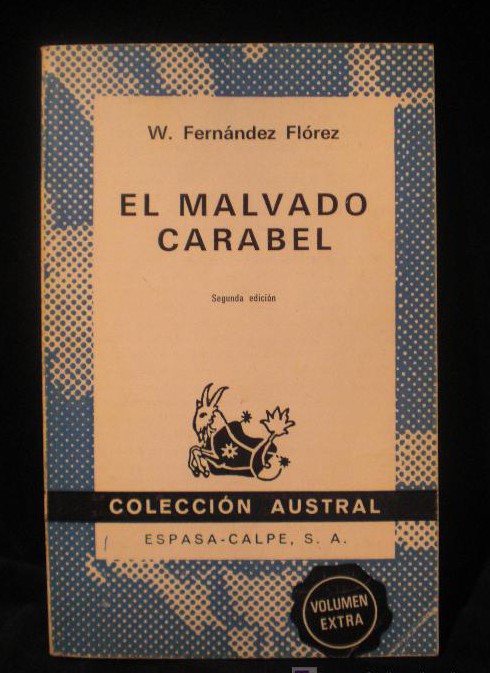 W. Fernández Flórez
EL MALVADO
CARABEL
Segunda edición
COLECCIÓN AUSTRAL
ESPASA-CALPE, S. A.
VOLUMEN
EXTRA